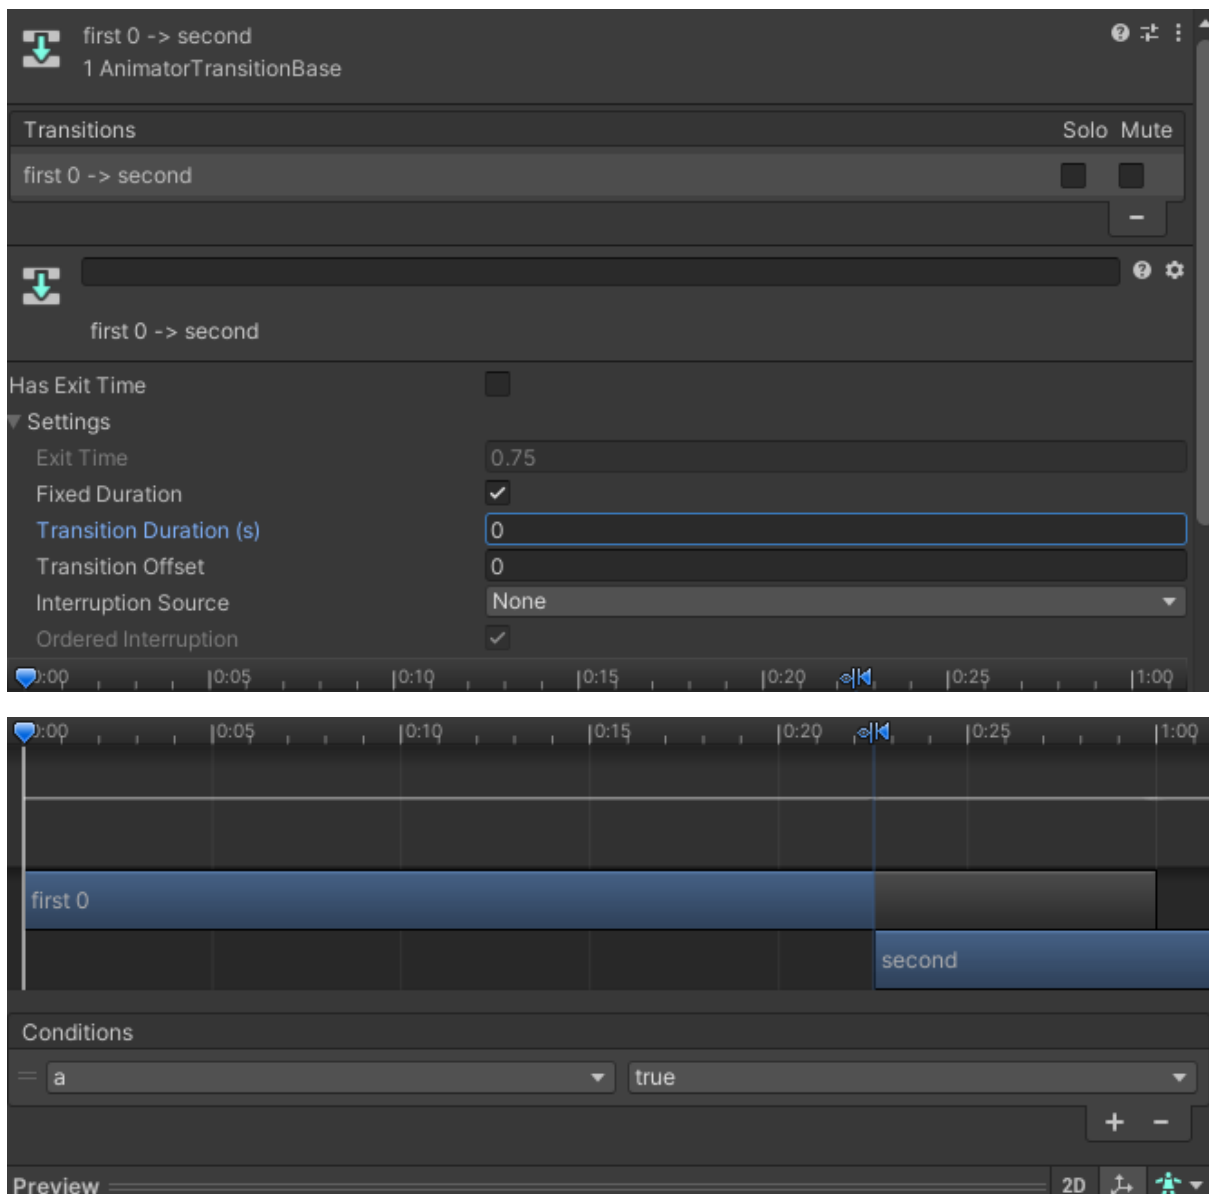 first 0 -> second
1 AnimatorTransitionBase
Transitions Solo Mute
first 0 -> second
first 0 -> second
Has Exit Time
Settings
Exit Time 0.75
Fixed Duration
Transition Duration (s) 0
Transition Offset 0
Interruption Source None
Ordered Interruption
0:00 0:05 0:10 0:15 0:20 0:25 1:00
0:00 0:05 0:10 0:15 0:20 0:25 1:00
first 0
second
Conditions
a true
Preview 2D